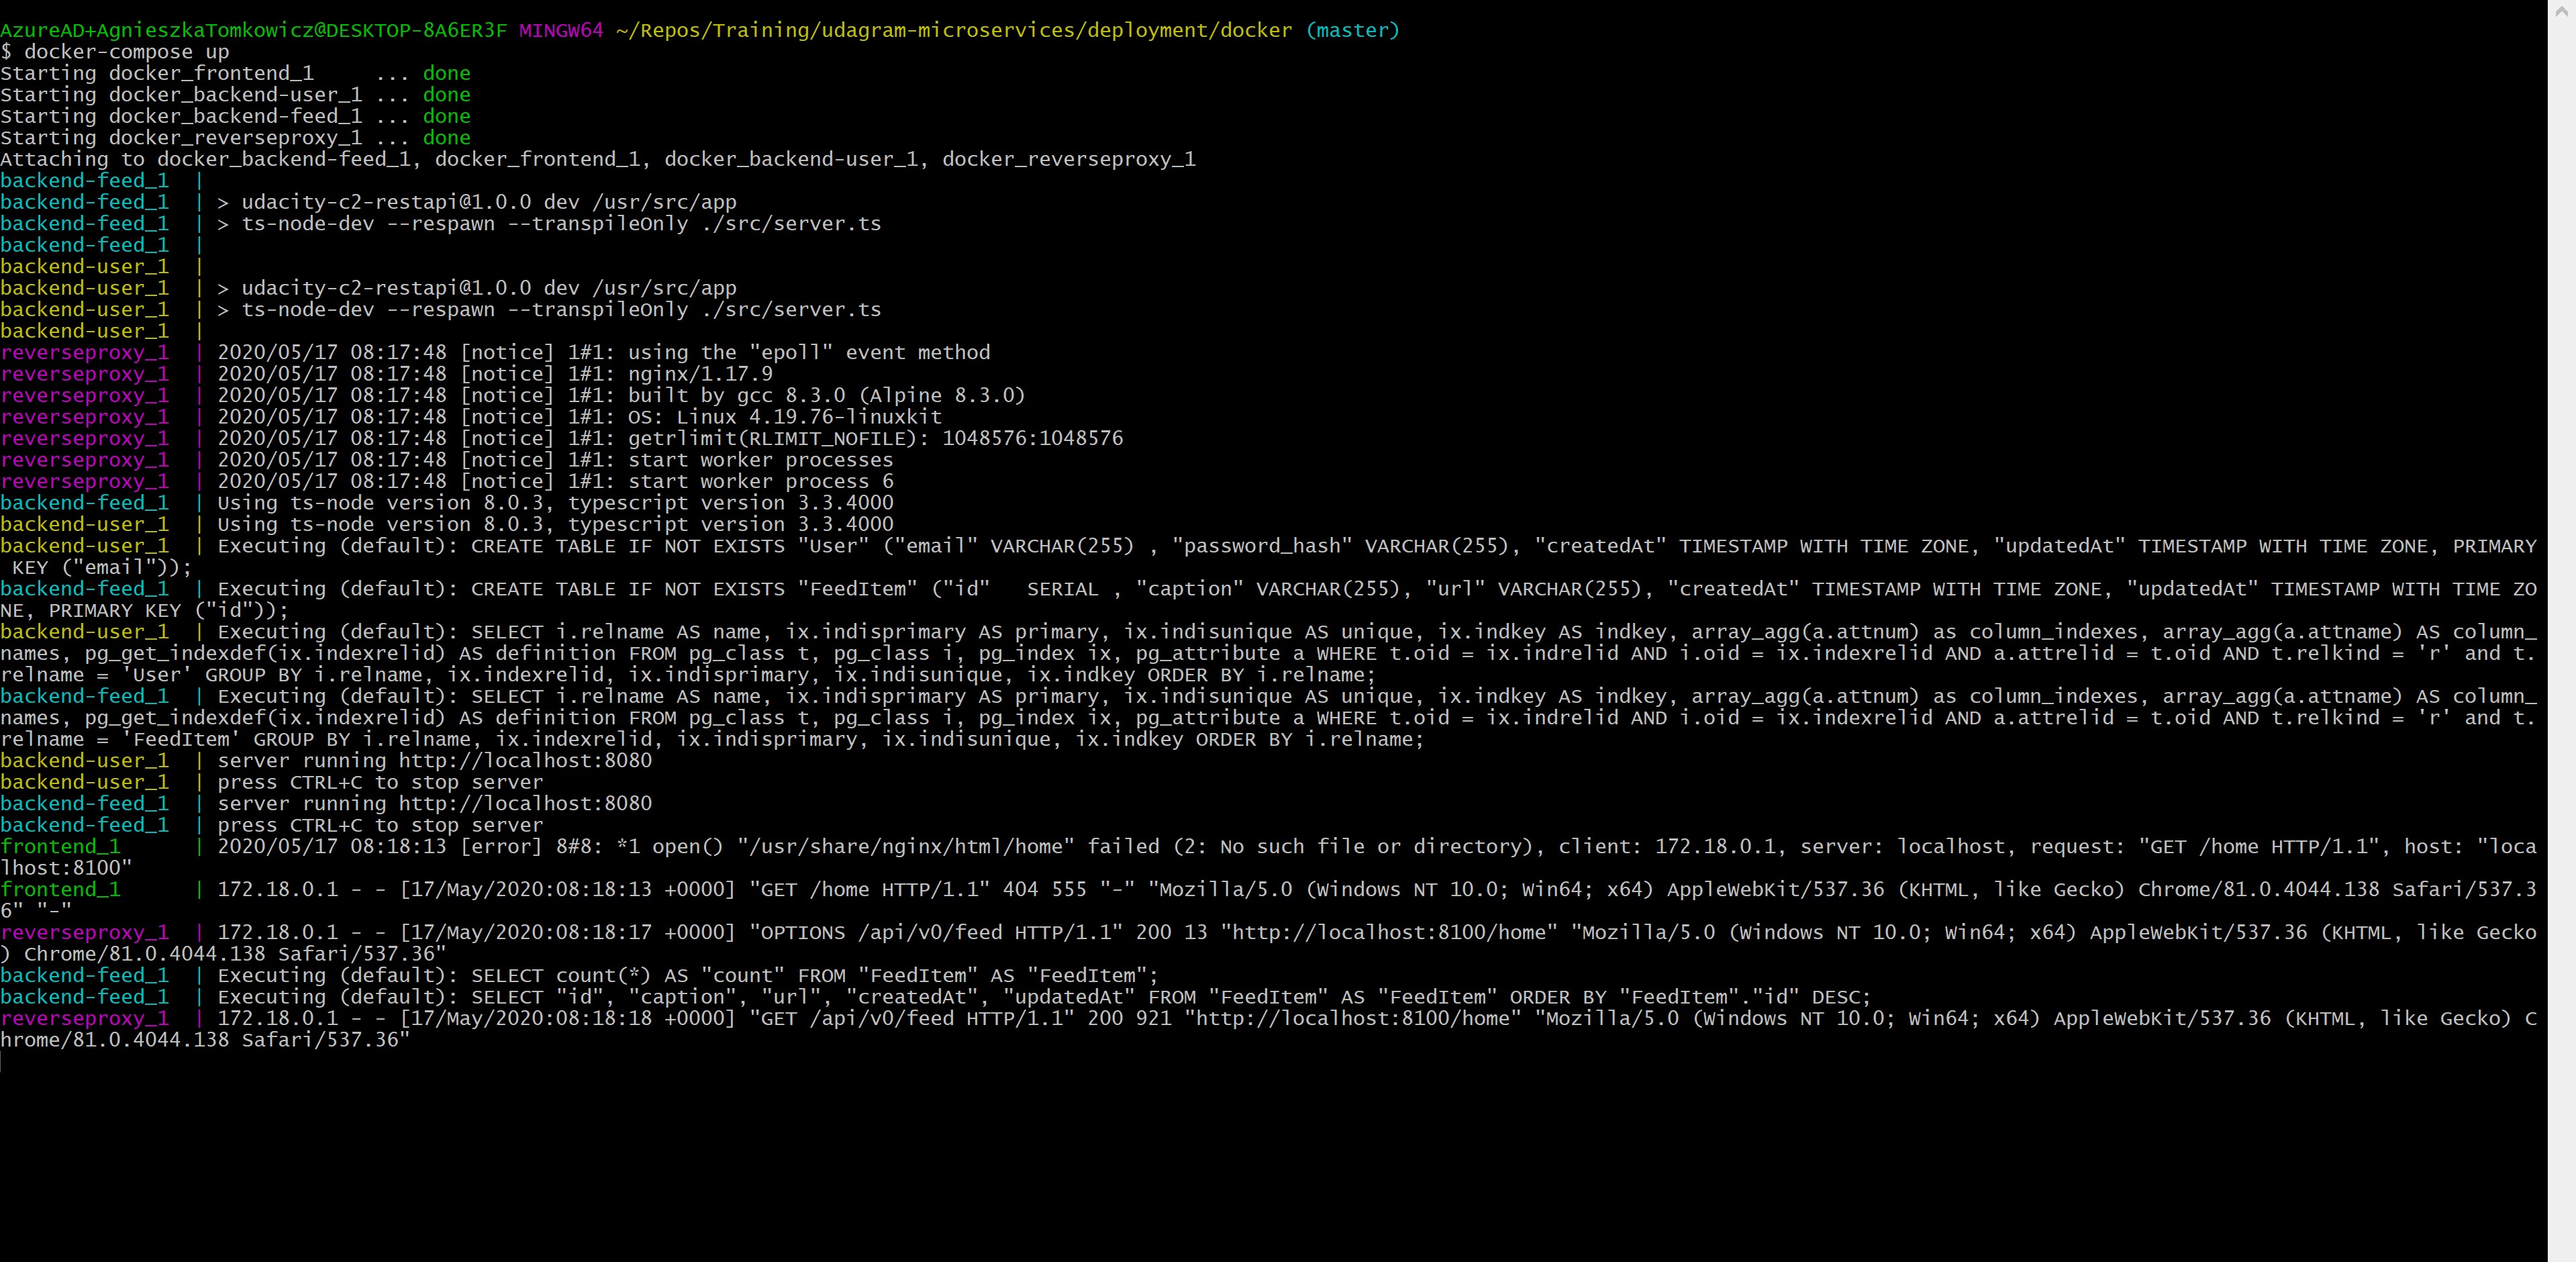 AzureAD+AgnieszkaTomkowicz@DESKTOP-8A6ER3F MINGW64 ~/Repos/Training/udagram-microservices/deployment/docker (master)
$ docker-compose up
Starting docker_frontend_1     ... done
Starting docker_backend-user_1 ... done
Starting docker_backend-feed_1 ... done
Starting docker_reverseproxy_1 ... done
Attaching to docker_backend-feed_1, docker_frontend_1, docker_backend-user_1, docker_reverseproxy_1
backend-feed_1  |
backend-feed_1  | > udacity-c2-restapi@1.0.0 dev /usr/src/app
backend-feed_1  | > ts-node-dev --respawn --transpileOnly ./src/server.ts
backend-feed_1  |
backend-user_1  |
backend-user_1  | > udacity-c2-restapi@1.0.0 dev /usr/src/app
backend-user_1  | > ts-node-dev --respawn --transpileOnly ./src/server.ts
backend-user_1  |
reverseproxy_1  | 2020/05/17 08:17:48 [notice] 1#1: using the "epoll" event method
reverseproxy_1  | 2020/05/17 08:17:48 [notice] 1#1: nginx/1.17.9
reverseproxy_1  | 2020/05/17 08:17:48 [notice] 1#1: built by gcc 8.3.0 (Alpine 8.3.0)
reverseproxy_1  | 2020/05/17 08:17:48 [notice] 1#1: OS: Linux 4.19.76-linuxkit
reverseproxy_1  | 2020/05/17 08:17:48 [notice] 1#1: getrlimit(RLIMIT_NOFILE): 1048576:1048576
reverseproxy_1  | 2020/05/17 08:17:48 [notice] 1#1: start worker processes
reverseproxy_1  | 2020/05/17 08:17:48 [notice] 1#1: start worker process 6
backend-feed_1  | Using ts-node version 8.0.3, typescript version 3.3.4000
backend-user_1  | Using ts-node version 8.0.3, typescript version 3.3.4000
backend-user_1  | Executing (default): CREATE TABLE IF NOT EXISTS "User" ("email" VARCHAR(255) , "password_hash" VARCHAR(255), "createdAt" TIMESTAMP WITH TIME ZONE, "updatedAt" TIMESTAMP WITH TIME ZONE, PRIMARY
 KEY ("email"));
backend-feed_1  | Executing (default): CREATE TABLE IF NOT EXISTS "FeedItem" ("id"   SERIAL , "caption" VARCHAR(255), "url" VARCHAR(255), "createdAt" TIMESTAMP WITH TIME ZONE, "updatedAt" TIMESTAMP WITH TIME ZO
NE, PRIMARY KEY ("id"));
backend-user_1  | Executing (default): SELECT i.relname AS name, ix.indisprimary AS primary, ix.indisunique AS unique, ix.indkey AS indkey, array_agg(a.attnum) as column_indexes, array_agg(a.attname) AS column_
names, pg_get_indexdef(ix.indexrelid) AS definition FROM pg_class t, pg_class i, pg_index ix, pg_attribute a WHERE t.oid = ix.indrelid AND i.oid = ix.indexrelid AND a.attrelid = t.oid AND t.relkind = 'r' and t.
relname = 'User' GROUP BY i.relname, ix.indexrelid, ix.indisprimary, ix.indisunique, ix.indkey ORDER BY i.relname;
backend-feed_1  | Executing (default): SELECT i.relname AS name, ix.indisprimary AS primary, ix.indisunique AS unique, ix.indkey AS indkey, array_agg(a.attnum) as column_indexes, array_agg(a.attname) AS column_
names, pg_get_indexdef(ix.indexrelid) AS definition FROM pg_class t, pg_class i, pg_index ix, pg_attribute a WHERE t.oid = ix.indrelid AND i.oid = ix.indexrelid AND a.attrelid = t.oid AND t.relkind = 'r' and t.
relname = 'FeedItem' GROUP BY i.relname, ix.indexrelid, ix.indisprimary, ix.indisunique, ix.indkey ORDER BY i.relname;
backend-user_1  | server running http://localhost:8080
backend-user_1  | press CTRL+C to stop server
backend-feed_1  | server running http://localhost:8080
backend-feed_1  | press CTRL+C to stop server
frontend_1      | 2020/05/17 08:18:13 [error] 8#8: *1 open() "/usr/share/nginx/html/home" failed (2: No such file or directory), client: 172.18.0.1, server: localhost, request: "GET /home HTTP/1.1", host: "loca
lhost:8100"
frontend_1      | 172.18.0.1 - - [17/May/2020:08:18:13 +0000] "GET /home HTTP/1.1" 404 555 "-" "Mozilla/5.0 (Windows NT 10.0; Win64; x64) AppleWebKit/537.36 (KHTML, like Gecko) Chrome/81.0.4044.138 Safari/537.3
6" "-"
reverseproxy_1  | 172.18.0.1 - - [17/May/2020:08:18:17 +0000] "OPTIONS /api/v0/feed HTTP/1.1" 200 13 "http://localhost:8100/home" "Mozilla/5.0 (Windows NT 10.0; Win64; x64) AppleWebKit/537.36 (KHTML, like Gecko
) Chrome/81.0.4044.138 Safari/537.36"
backend-feed_1  | Executing (default): SELECT count(*) AS "count" FROM "FeedItem" AS "FeedItem";
backend-feed_1  | Executing (default): SELECT "id", "caption", "url", "createdAt", "updatedAt" FROM "FeedItem" AS "FeedItem" ORDER BY "FeedItem"."id" DESC;
reverseproxy_1  | 172.18.0.1 - - [17/May/2020:08:18:18 +0000] "GET /api/v0/feed HTTP/1.1" 200 921 "http://localhost:8100/home" "Mozilla/5.0 (Windows NT 10.0; Win64; x64) AppleWebKit/537.36 (KHTML, like Gecko) C
hrome/81.0.4044.138 Safari/537.36"